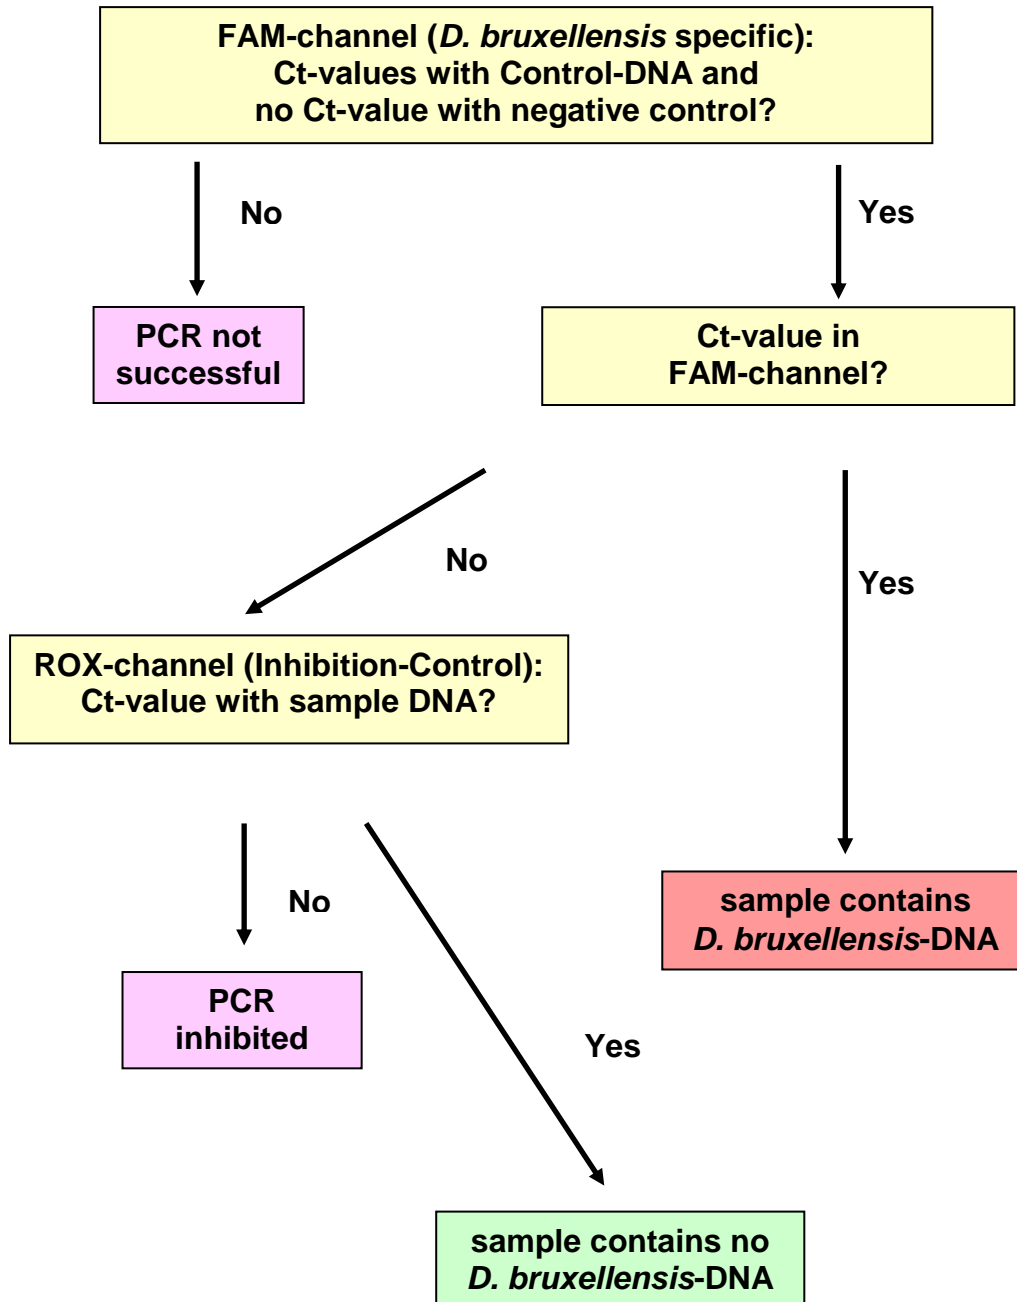 FAM-channel (D. bruxellensis specific):
Ct-values with Control-DNA and
no Ct-value with negative control?
No
Yes
PCR not
successful
Ct-value in
FAM-channel?
No
Yes
ROX-channel (Inhibition-Control):
Ct-value with sample DNA?
No
sample contains
D. bruxellensis-DNA
PCR
inhibited
Yes
sample contains no
D. bruxellensis-DNA